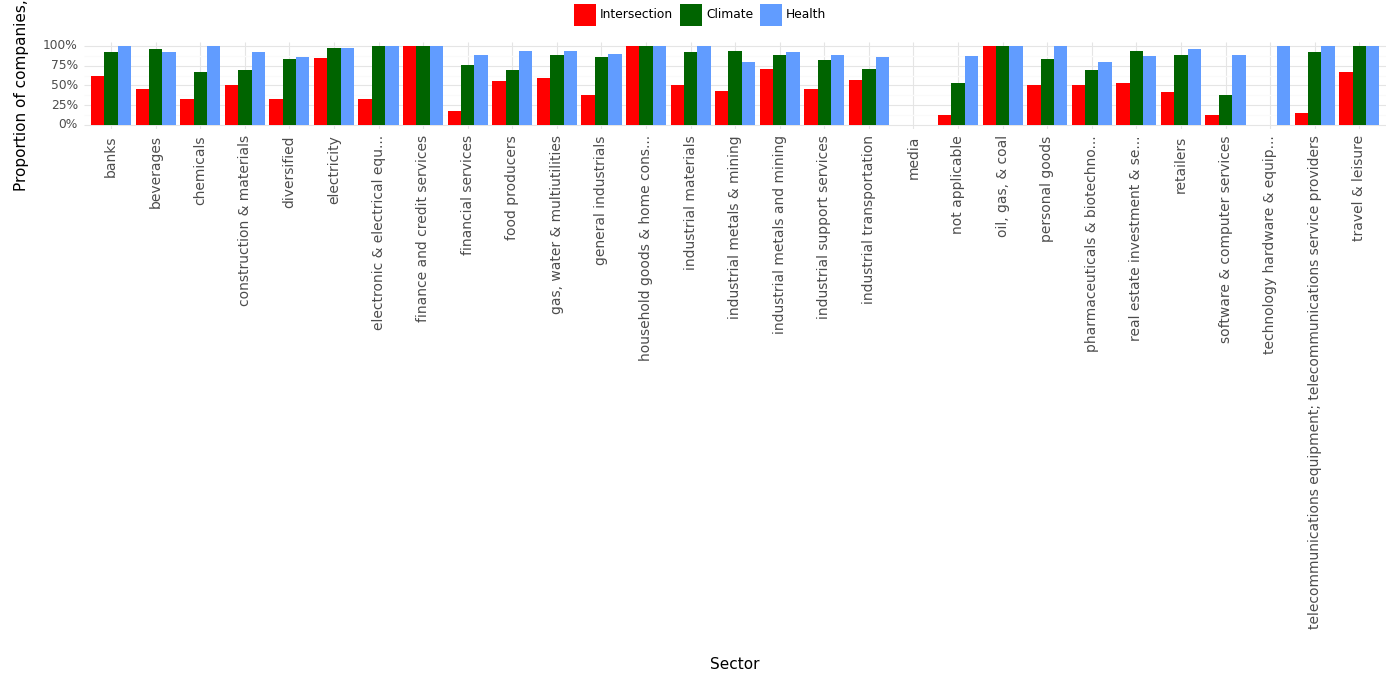 Intersection Climate Health
Proportion of companies,
100%
75%
50%
25%
0%
banks
beverages
chemicals
construction & materials
diversified
electricity
electronic & electrical equ...
finance and credit services
financial services
food producers
gas, water & multiutilities
general industrials
household goods & home cons...
industrial materials
industrial metals & mining
industrial metals and mining
industrial support services
industrial transportation
media
not applicable
oil, gas, & coal
personal goods
pharmaceuticals & biotechno...
real estate investment & se...
retailers
software & computer services
technology hardware & equip...
telecommunications equipment; telecommunications service providers
travel & leisure
Sector